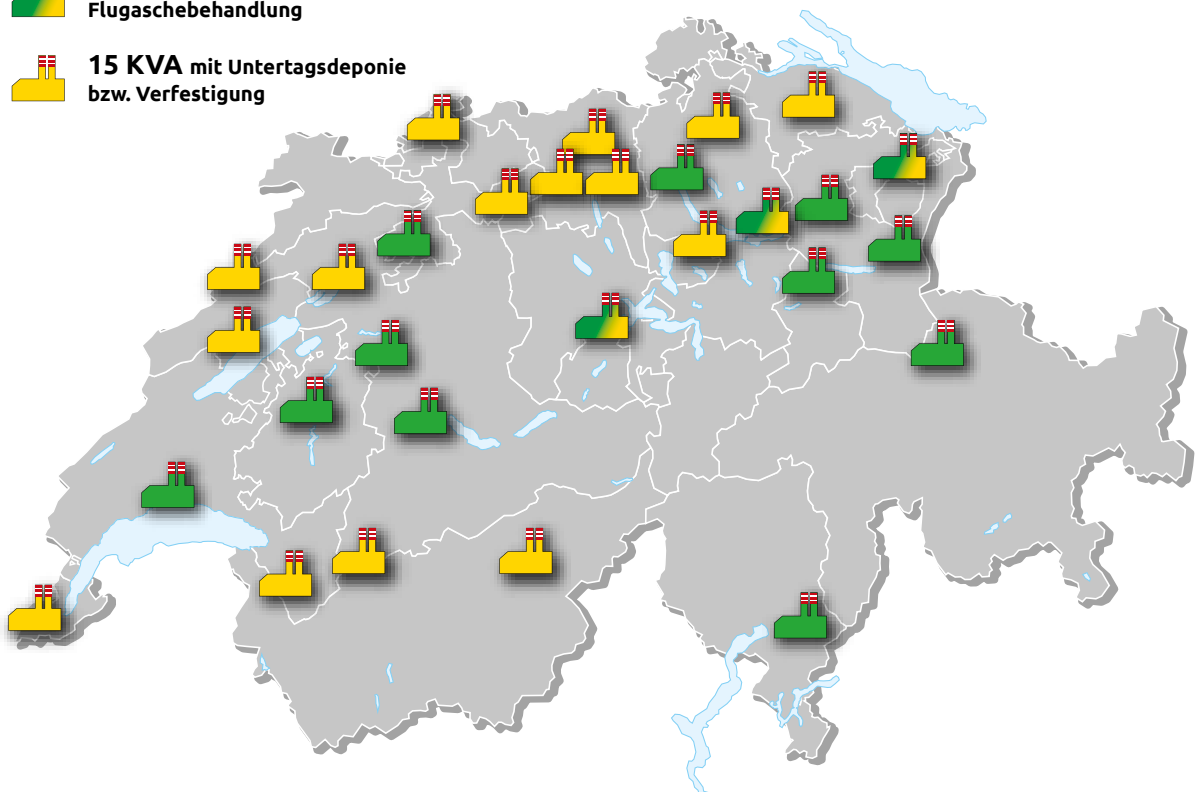 Flugaschebehandlung
15 KVA mit Untertagsdeponie
bzw. Verfestigung